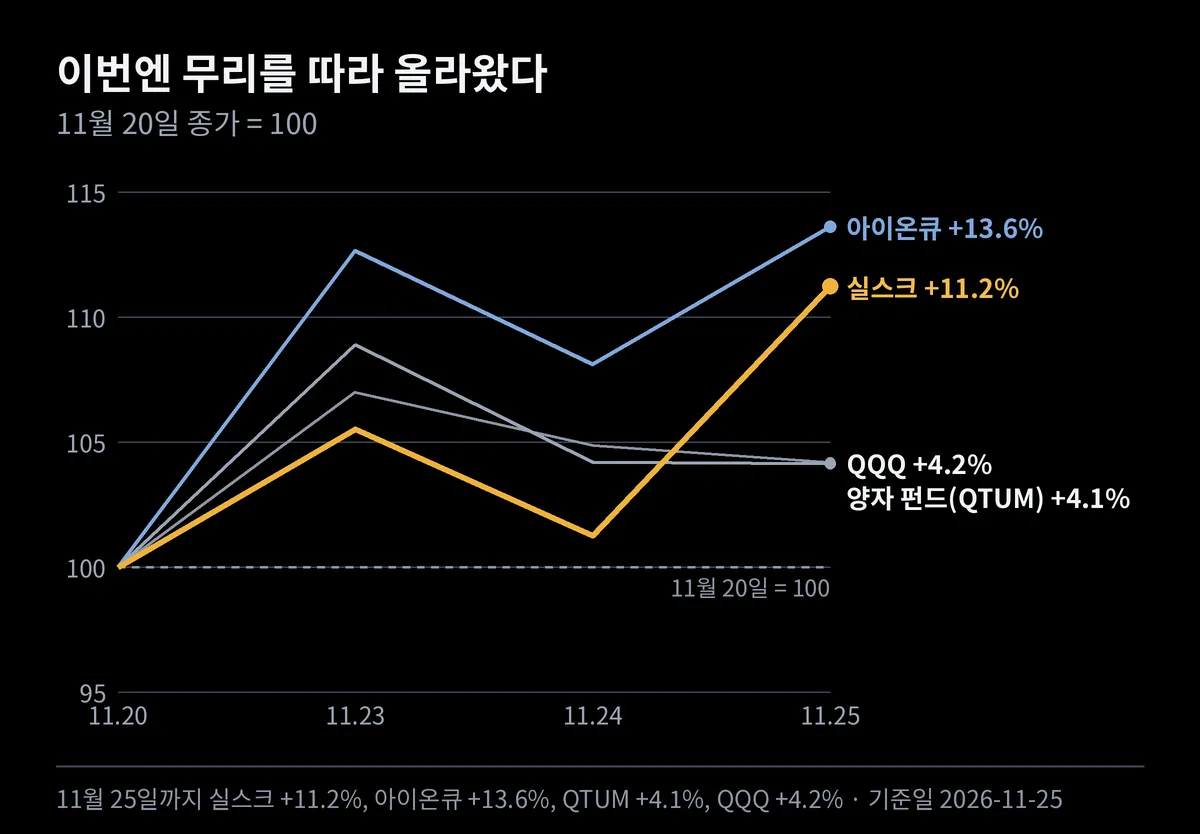 이번엔 무리를 따라 올라왔다
11월 20일 종가 = 100
115
아이온큐 +13.6%
실스크 +11.2%
110
105
QQQ +4.2%
양자 펀드(QTUM) +4.1%
100
11월 20일 = 100
95
11.20 11.23 11.24 11.25
11월 25일까지 실스크 +11.2%, 아이온큐 +13.6%, QTUM +4.1%, QQQ +4.2% · 기준일 2026-11-25